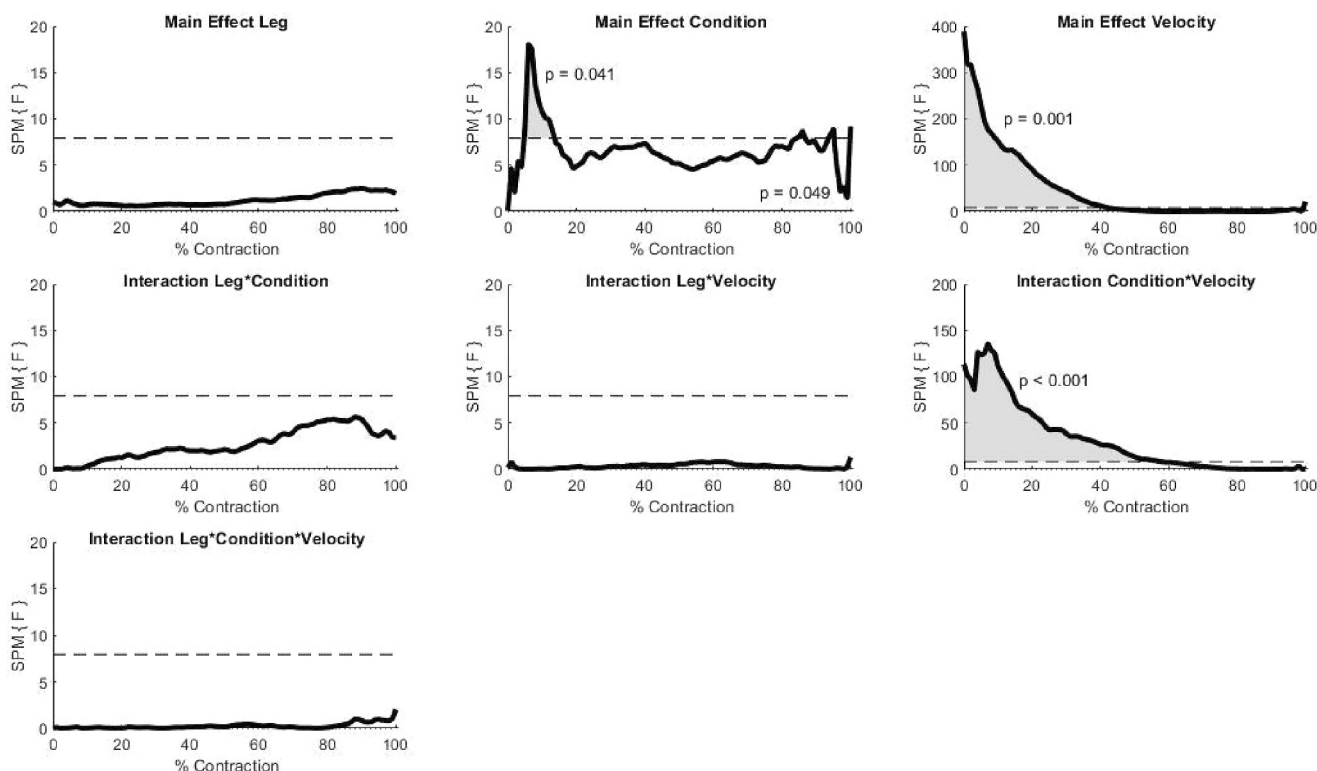 Main Effect Leg
20
15
10
5
0
SPM { F }
0 20 40 60 80 100
% Contraction
Main Effect Condition
20
15
10
5
0
SPM { F }
p = 0.041
p = 0.049
0 20 40 60 80 100
% Contraction
Main Effect Velocity
400
300
200
100
0
SPM { F }
p = 0.001
0 20 40 60 80 100
% Contraction
Interaction Leg*Condition
20
15
10
5
0
SPM { F }
0 20 40 60 80 100
% Contraction
Interaction Leg*Velocity
20
15
10
5
0
SPM { F }
0 20 40 60 80 100
% Contraction
Interaction Condition*Velocity
200
150
100
50
0
SPM { F }
p < 0.001
0 20 40 60 80 100
% Contraction
Interaction Leg*Condition*Velocity
20
15
10
5
0
SPM { F }
0 20 40 60 80 100
% Contraction